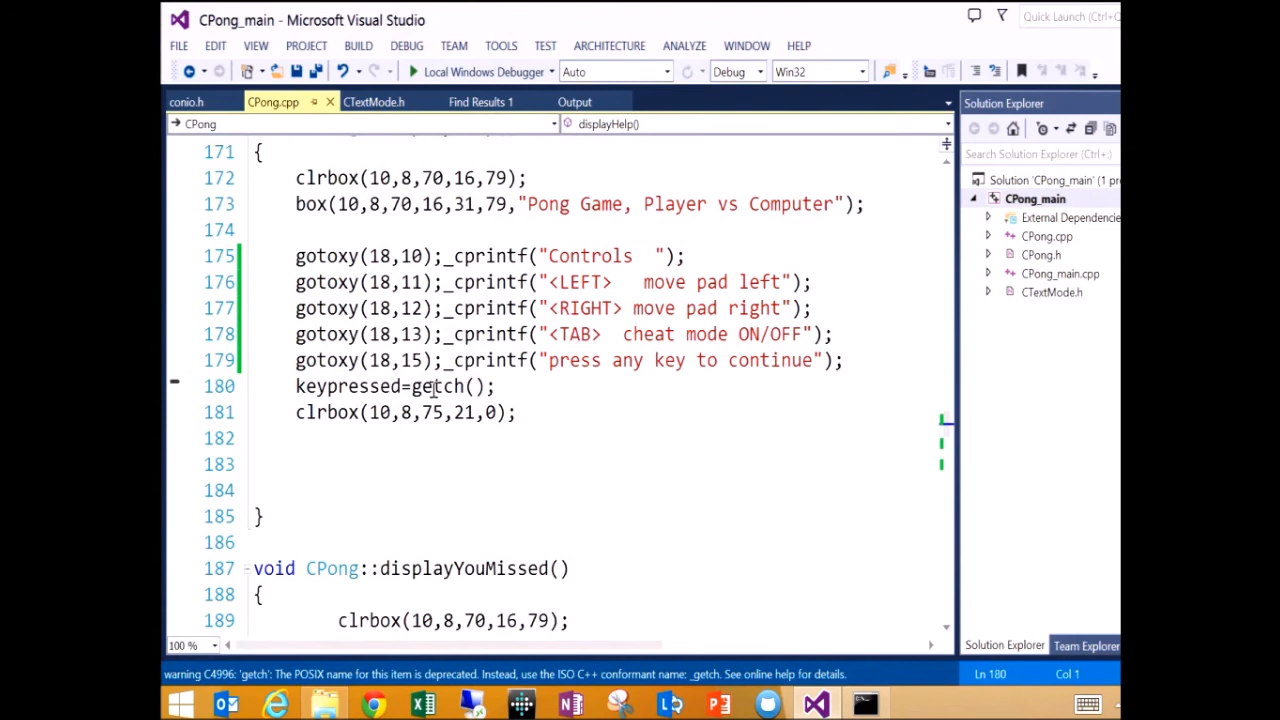 CPong_main - Microsoft Visual Studio
Quick Launch (Ctrl+
FILE EDIT VIEW PROJECT BUILD DEBUG TEAM TOOLS TEST ARCHITECTURE ANALYZE WINDOW HELP
Local Windows Debugger Auto Debug Win32
conio.h CPong.cpp CTextMode.h Find Results 1 Output
Solution Explorer
CPong displayHelp()
Search Solution Explorer (Ctrl+;)
Solution 'CPong_main' (1 pr
CPong_main
External Dependencie
CPong.cpp
CPong.h
CPong_main.cpp
CTextMode.h
171 {
172 clrbox(10,8,70,16,79);
173 box(10,8,70,16,31,79,"Pong Game, Player vs Computer");
174
175 gotoxy(18,10);_cprintf("Controls  ");
176 gotoxy(18,11);_cprintf("<LEFT>   move pad left");
177 gotoxy(18,12);_cprintf("<RIGHT> move pad right");
178 gotoxy(18,13);_cprintf("<TAB>  cheat mode ON/OFF");
179 gotoxy(18,15);_cprintf("press any key to continue");
180 keypressed=getch();
181 clrbox(10,8,75,21,0);
182
183
184
185 }
186
187 void CPong::displayYouMissed()
188 {
189 clrbox(10,8,70,16,79);
100 %
Solution Explorer Team Explorer
warning C4996: 'getch': The POSIX name for this item is deprecated. Instead, use the ISO C++ conformant name: _getch. See online help for details.
Ln 180 Col 1